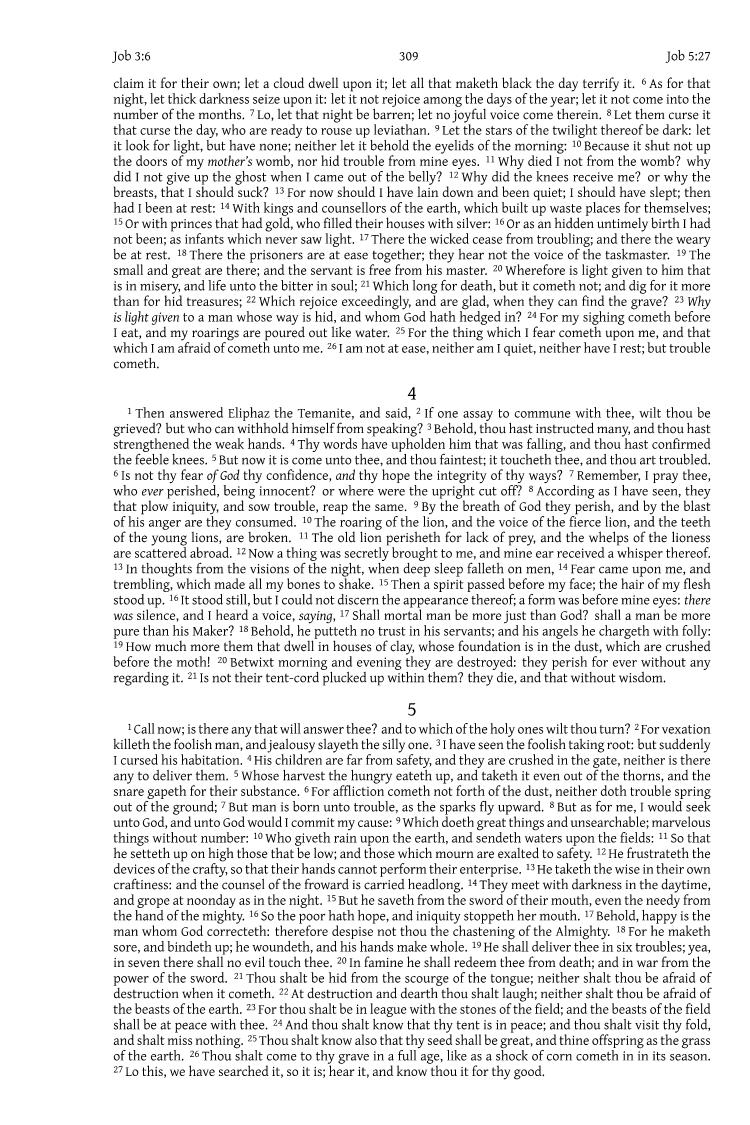 Job 3:6 309 Job 5:27
claim it for their own; let a cloud dwell upon it; let all that maketh black the day terrify it. 6 As for that
night, let thick darkness seize upon it: let it not rejoice among the days of the year; let it not come into the
number of the months. 7 Lo, let that night be barren; let no joyful voice come therein. 8 Let them curse it
that curse the day, who are ready to rouse up leviathan. 9 Let the stars of the twilight thereof be dark: let
it look for light, but have none; neither let it behold the eyelids of the morning: 10 Because it shut not up
the doors of my mother's womb, nor hid trouble from mine eyes. 11 Why died I not from the womb? why
did I not give up the ghost when I came out of the belly? 12 Why did the knees receive me? or why the
breasts, that I should suck? 13 For now should I have lain down and been quiet; I should have slept; then
had I been at rest: 14 With kings and counsellors of the earth, which built up waste places for themselves;
15 Or with princes that had gold, who filled their houses with silver: 16 Or as an hidden untimely birth I had
not been; as infants which never saw light. 17 There the wicked cease from troubling; and there the weary
be at rest. 18 There the prisoners are at ease together; they hear not the voice of the taskmaster. 19 The
small and great are there; and the servant is free from his master. 20 Wherefore is light given to him that
is in misery, and life unto the bitter in soul; 21 Which long for death, but it cometh not; and dig for it more
than for hid treasures; 22 Which rejoice exceedingly, and are glad, when they can find the grave? 23 Why
is light given to a man whose way is hid, and whom God hath hedged in? 24 For my sighing cometh before
I eat, and my roarings are poured out like water. 25 For the thing which I fear cometh upon me, and that
which I am afraid of cometh unto me. 26 I am not at ease, neither am I quiet, neither have I rest; but trouble
cometh.
4
1 Then answered Eliphaz the Temanite, and said, 2 If one assay to commune with thee, wilt thou be
grieved? but who can withhold himself from speaking? 3 Behold, thou hast instructed many, and thou hast
strengthened the weak hands. 4 Thy words have upholden him that was falling, and thou hast confirmed
the feeble knees. 5 But now it is come unto thee, and thou faintest; it toucheth thee, and thou art troubled.
6 Is not thy fear of God thy confidence, and thy hope the integrity of thy ways? 7 Remember, I pray thee,
who ever perished, being innocent? or where were the upright cut off? 8 According as I have seen, they
that plow iniquity, and sow trouble, reap the same. 9 By the breath of God they perish, and by the blast
of his anger are they consumed. 10 The roaring of the lion, and the voice of the fierce lion, and the teeth
of the young lions, are broken. 11 The old lion perisheth for lack of prey, and the whelps of the lioness
are scattered abroad. 12 Now a thing was secretly brought to me, and mine ear received a whisper thereof.
13 In thoughts from the visions of the night, when deep sleep falleth on men, 14 Fear came upon me, and
trembling, which made all my bones to shake. 15 Then a spirit passed before my face; the hair of my flesh
stood up. 16 It stood still, but I could not discern the appearance thereof; a form was before mine eyes: there
was silence, and I heard a voice, saying, 17 Shall mortal man be more just than God? shall a man be more
pure than his Maker? 18 Behold, he putteth no trust in his servants; and his angels he chargeth with folly:
19 How much more them that dwell in houses of clay, whose foundation is in the dust, which are crushed
before the moth! 20 Betwixt morning and evening they are destroyed: they perish for ever without any
regarding it. 21 Is not their tent-cord plucked up within them? they die, and that without wisdom.
5
1 Call now; is there any that will answer thee? and to which of the holy ones wilt thou turn? 2 For vexation
killeth the foolish man, and jealousy slayeth the silly one. 3 I have seen the foolish taking root: but suddenly
I cursed his habitation. 4 His children are far from safety, and they are crushed in the gate, neither is there
any to deliver them. 5 Whose harvest the hungry eateth up, and taketh it even out of the thorns, and the
snare gapeth for their substance. 6 For affliction cometh not forth of the dust, neither doth trouble spring
out of the ground; 7 But man is born unto trouble, as the sparks fly upward. 8 But as for me, I would seek
unto God, and unto God would I commit my cause: 9 Which doeth great things and unsearchable; marvelous
things without number: 10 Who giveth rain upon the earth, and sendeth waters upon the fields: 11 So that
he setteth up on high those that be low; and those which mourn are exalted to safety. 12 He frustrateth the
devices of the crafty, so that their hands cannot perform their enterprise. 13 He taketh the wise in their own
craftiness: and the counsel of the froward is carried headlong. 14 They meet with darkness in the daytime,
and grope at noonday as in the night. 15 But he saveth from the sword of their mouth, even the needy from
the hand of the mighty. 16 So the poor hath hope, and iniquity stoppeth her mouth. 17 Behold, happy is the
man whom God correcteth: therefore despise not thou the chastening of the Almighty. 18 For he maketh
sore, and bindeth up; he woundeth, and his hands make whole. 19 He shall deliver thee in six troubles; yea,
in seven there shall no evil touch thee. 20 In famine he shall redeem thee from death; and in war from the
power of the sword. 21 Thou shalt be hid from the scourge of the tongue; neither shalt thou be afraid of
destruction when it cometh. 22 At destruction and dearth thou shalt laugh; neither shalt thou be afraid of
the beasts of the earth. 23 For thou shalt be in league with the stones of the field; and the beasts of the field
shall be at peace with thee. 24 And thou shalt know that thy tent is in peace; and thou shalt visit thy fold,
and shalt miss nothing. 25 Thou shalt know also that thy seed shall be great, and thine offspring as the grass
of the earth. 26 Thou shalt come to thy grave in a full age, like as a shock of corn cometh in in its season.
27 Lo this, we have searched it, so it is; hear it, and know thou it for thy good.